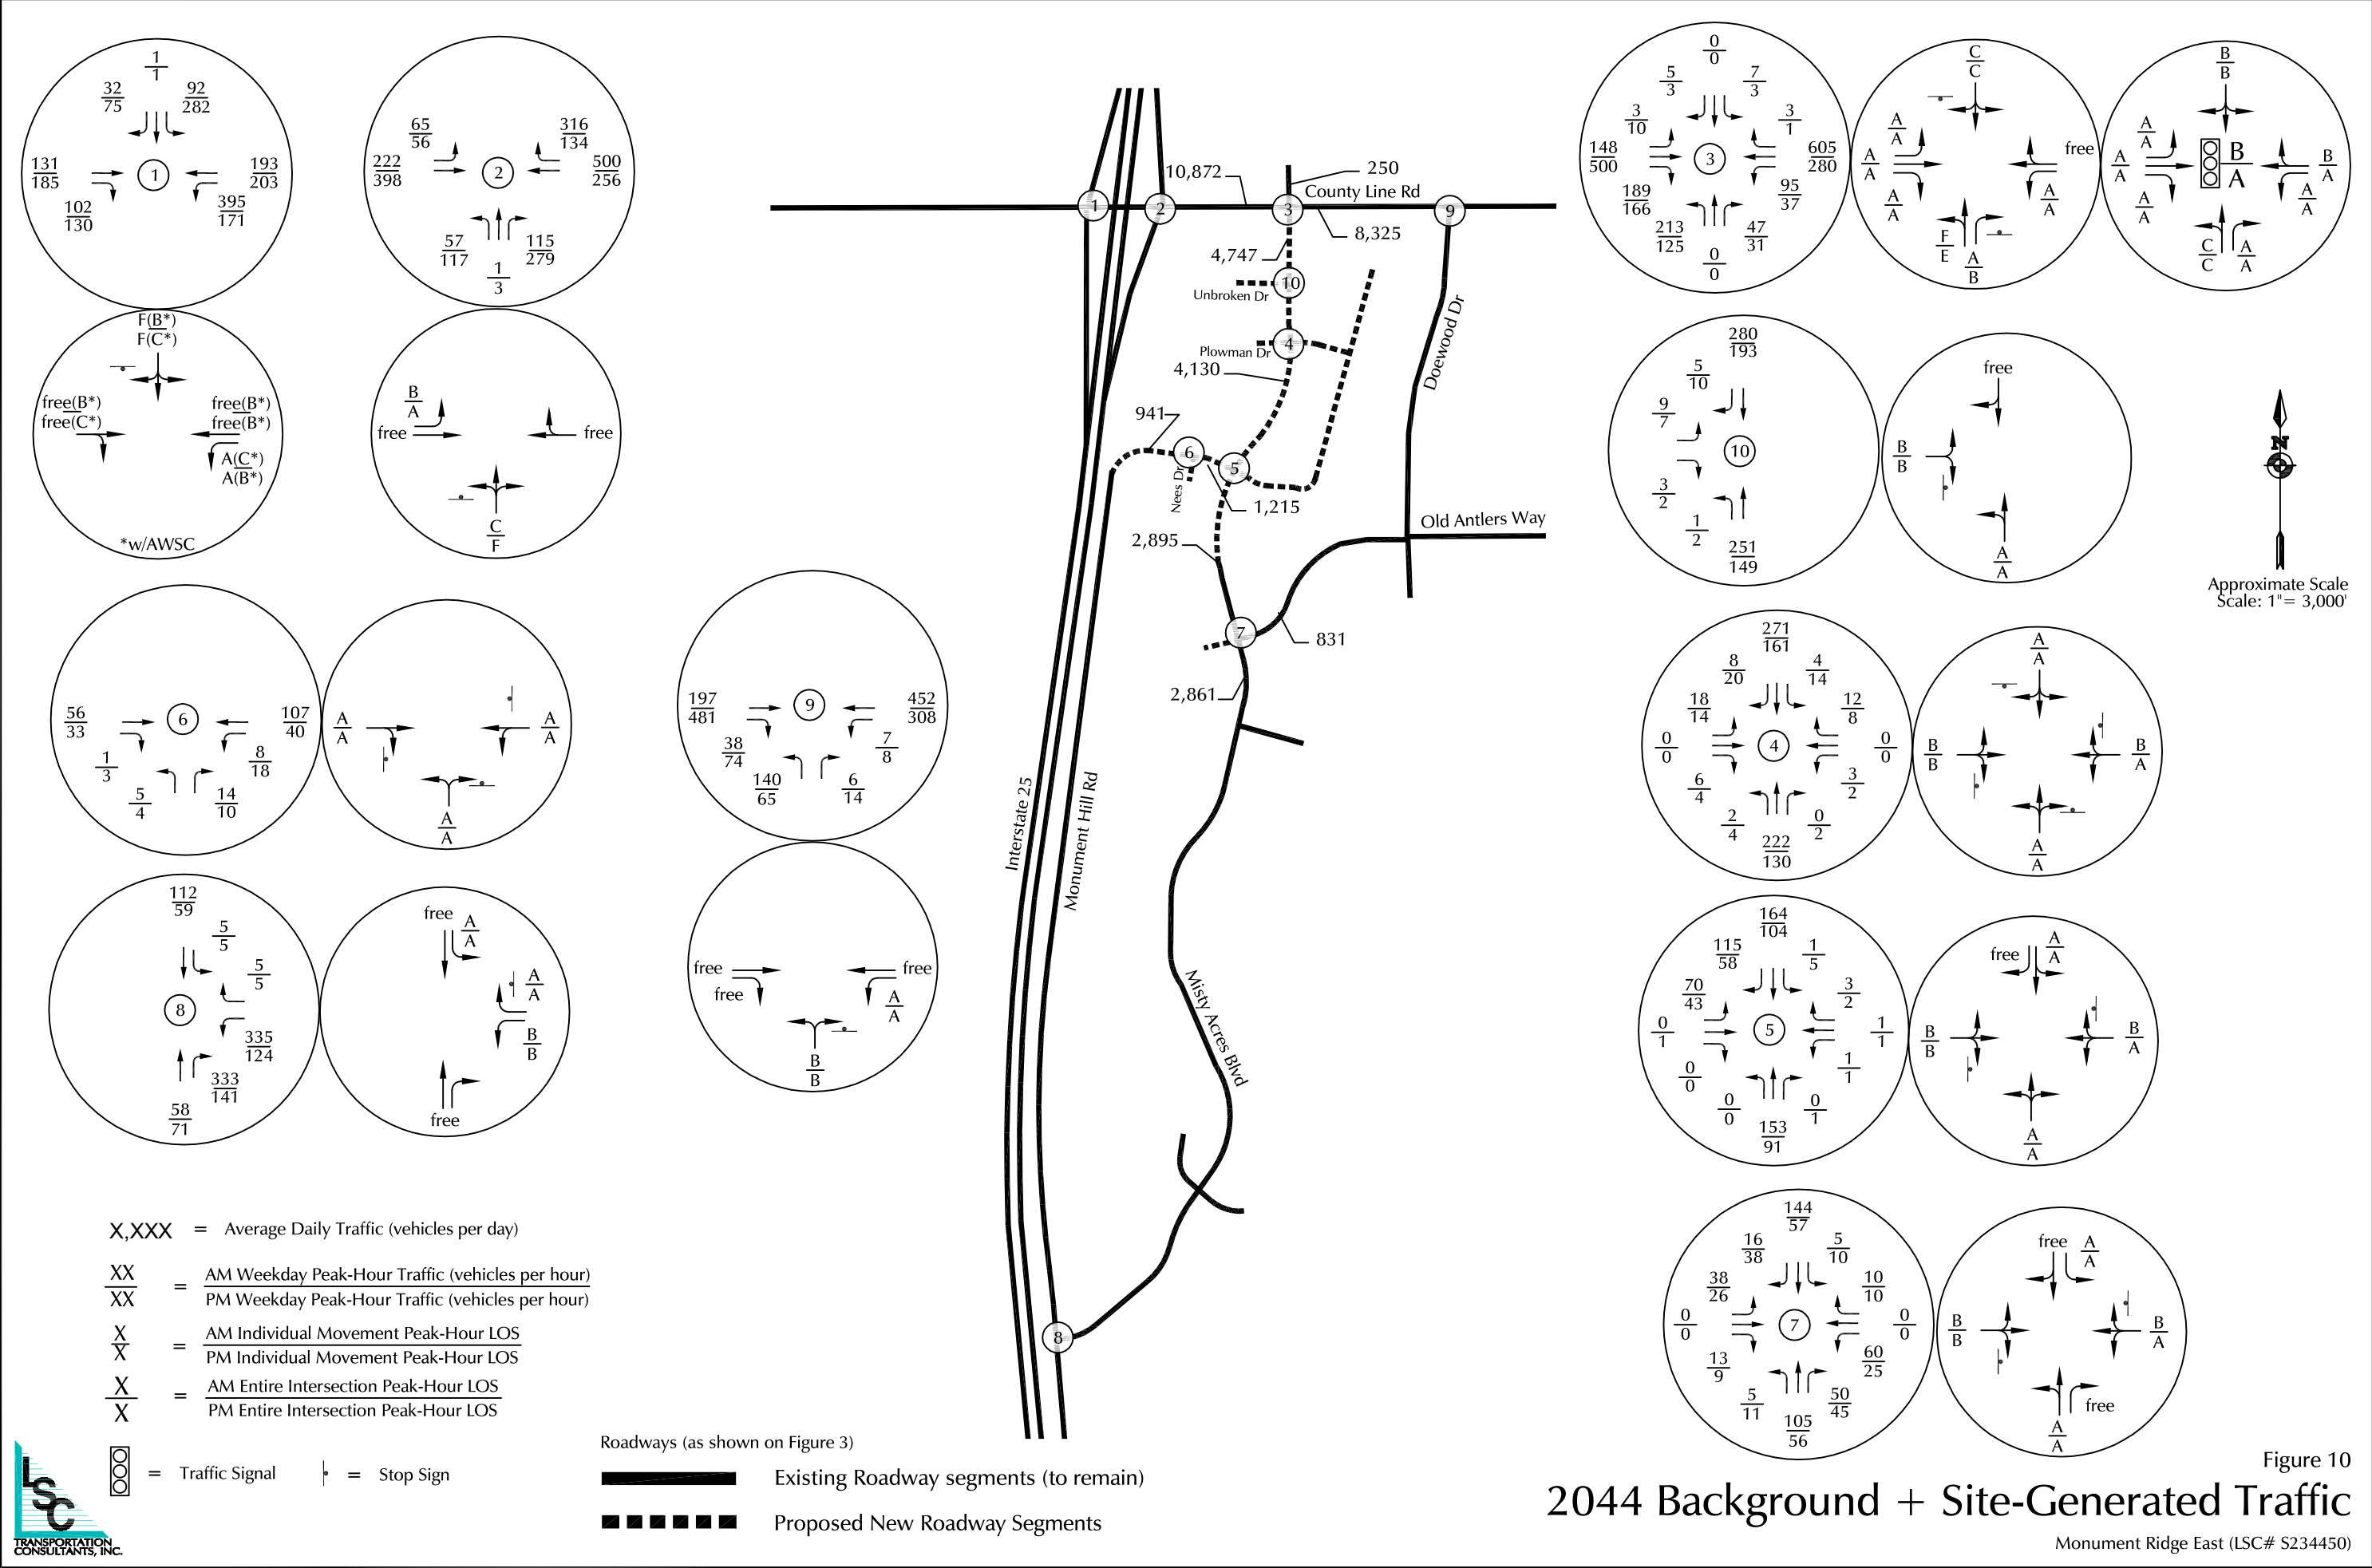 1
1
32
75
92
282
131
185
1
193
203
102
130
395
171
65
56
316
134
222
398
2
500
256
57
117
115
279
1
3
F(B*)
F(C*)
free(B*)
free(C*)
free(B*)
free(B*)
A(C*)
A(B*)
*w/AWSC
B
A
free
free
C
F
56
33
6
107
40
1
3
8
18
5
4
14
10
A
A
A
A
A
A
197
481
9
452
308
38
74
7
8
140
65
6
14
free
free
free
A
A
B
B
112
59
5
5
5
5
8
335
124
333
141
58
71
free
A
A
A
A
B
B
free
10,872
250
County Line Rd
1
2
3
9
8,325
4,747
10
Unbroken Dr
4
Plowman Dr
4,130
Doewood Dr
941
6
5
Nees Dr
1,215
Old Antlers Way
2,895
7
831
2,861
Interstate 25
Monument Hill Rd
Misty Acres Blvd
8
0
0
5
3
7
3
3
10
3
1
148
500
3
605
280
189
166
95
37
213
125
47
31
0
0
C
C
A
A
free
A
A
A
A
A
A
F
E
A
B
B
B
A
A
B
A
A
A
B
A
A
A
A
A
C
C
A
A
280
193
5
10
9
7
10
3
2
1
2
251
149
free
B
B
A
A
N
Approximate Scale
Scale: 1"= 3,000'
271
161
8
20
4
14
18
14
12
8
0
0
4
0
0
6
4
3
2
2
4
0
2
222
130
A
A
B
B
B
A
A
A
164
104
115
58
1
5
70
43
3
2
0
1
5
1
1
0
0
1
1
0
0
0
1
153
91
free
A
A
B
B
B
A
A
A
144
57
16
38
5
10
38
26
10
10
0
0
7
0
0
13
9
60
25
5
11
50
45
105
56
free
A
A
B
B
B
A
free
A
A
X,XXX = Average Daily Traffic (vehicles per day)
XX
XX
=
AM Weekday Peak-Hour Traffic (vehicles per hour)
PM Weekday Peak-Hour Traffic (vehicles per hour)
X
X
=
AM Individual Movement Peak-Hour LOS
PM Individual Movement Peak-Hour LOS
X
X
=
AM Entire Intersection Peak-Hour LOS
PM Entire Intersection Peak-Hour LOS
= Traffic Signal
= Stop Sign
Roadways (as shown on Figure 3)
Existing Roadway segments (to remain)
Proposed New Roadway Segments
LSC
TRANSPORTATION
CONSULTANTS, INC.
Figure 10
2044 Background + Site-Generated Traffic
Monument Ridge East (LSC# S234450)